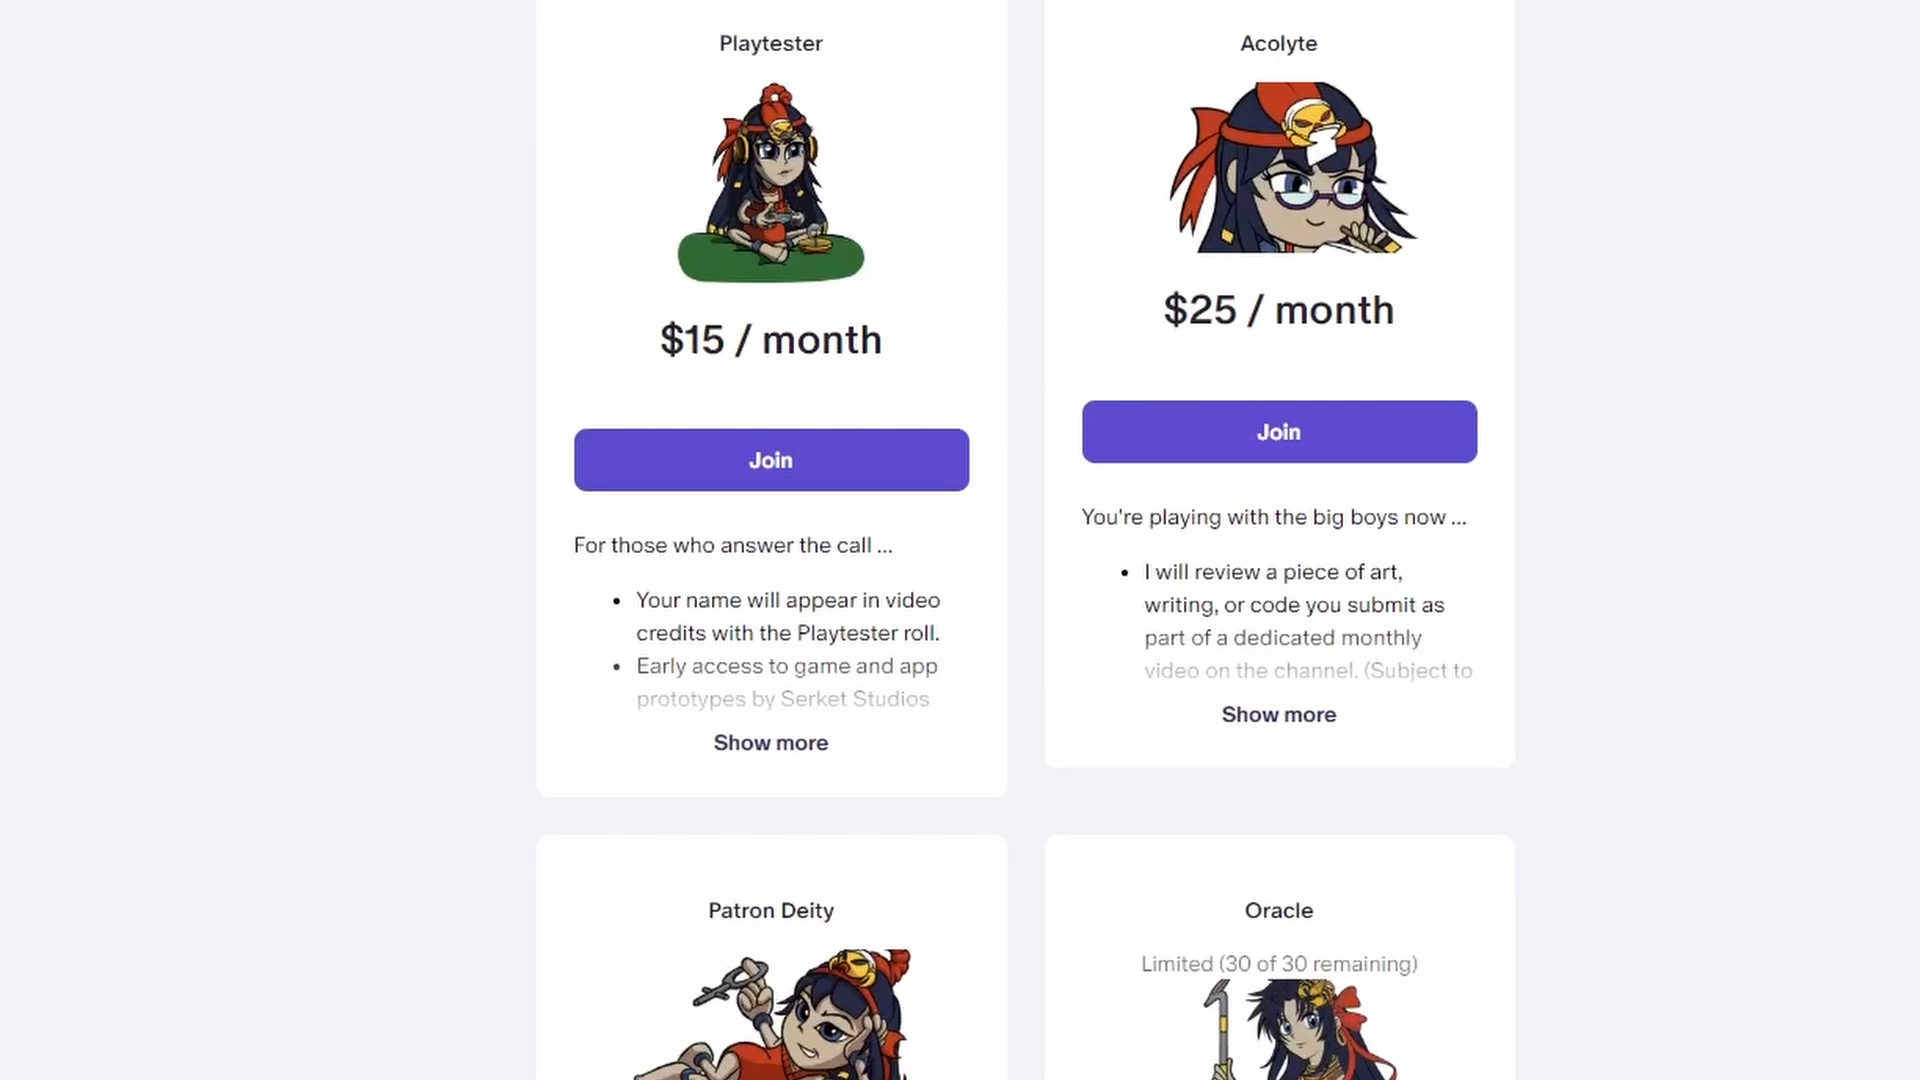 Playtester
$15 / month
Join
For those who answer the call ...
• Your name will appear in video
credits with the Playtester roll.
• Early access to game and app
prototypes by Serket Studios
Show more
Acolyte
$25 / month
Join
You're playing with the big boys now ...
• I will review a piece of art,
writing, or code you submit as
part of a dedicated monthly
video on the channel. (Subject to
Show more
Patron Deity
Oracle
Limited (30 of 30 remaining)